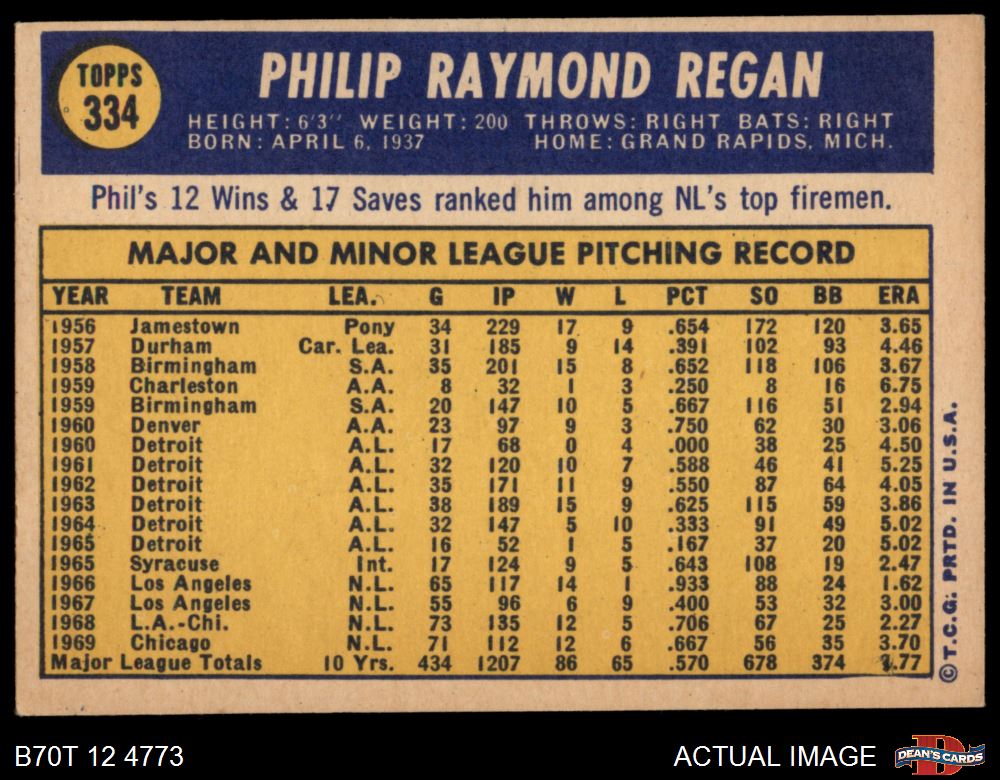 TOPPS
334
PHILIP RAYMOND REGAN
HEIGHT: 6'3" WEIGHT: 200 THROWS: RIGHT BATS: RIGHT
BORN: APRIL 6, 1937 HOME: GRAND RAPIDS, MICH.
Phil's 12 Wins & 17 Saves ranked him among NL's top firemen.
MAJOR AND MINOR LEAGUE PITCHING RECORD
YEAR TEAM LEA. G IP W L PCT SO BB ERA
1956 Jamestown Pony 34 229 17 9 .654 172 120 3.65
1957 Durham Car. Lea. 31 185 9 14 .391 102 93 4.46
1958 Birmingham S.A. 35 201 15 8 .652 118 106 3.67
1959 Charleston A.A. 8 32 1 3 .250 8 16 6.75
1959 Birmingham S.A. 20 147 10 5 .667 116 51 2.94
1960 Denver A.A. 23 97 9 3 .750 62 30 3.06
1960 Detroit A.L. 17 68 0 4 .000 38 25 4.50
1961 Detroit A.L. 32 120 10 7 .588 46 41 5.25
1962 Detroit A.L. 35 171 11 9 .550 87 64 4.05
1963 Detroit A.L. 38 189 15 9 .625 115 59 3.86
1964 Detroit A.L. 32 147 5 10 .333 91 49 5.02
1965 Detroit A.L. 16 52 1 5 .167 37 20 5.02
1965 Syracuse Int. 17 124 9 5 .643 108 19 2.47
1966 Los Angeles N.L. 65 117 14 1 .933 88 24 1.62
1967 Los Angeles N.L. 55 96 6 9 .400 53 32 3.00
1968 L.A.-Chi. N.L. 73 135 12 5 .706 67 25 2.27
1969 Chicago N.L. 71 112 12 6 .667 56 35 3.70
Major League Totals 10 Yrs. 434 1207 86 65 .570 678 374 3.77
© T.C.G. PRTD. IN U.S.A.
B70T 12 4773
ACTUAL IMAGE
DEAN'S CARDS